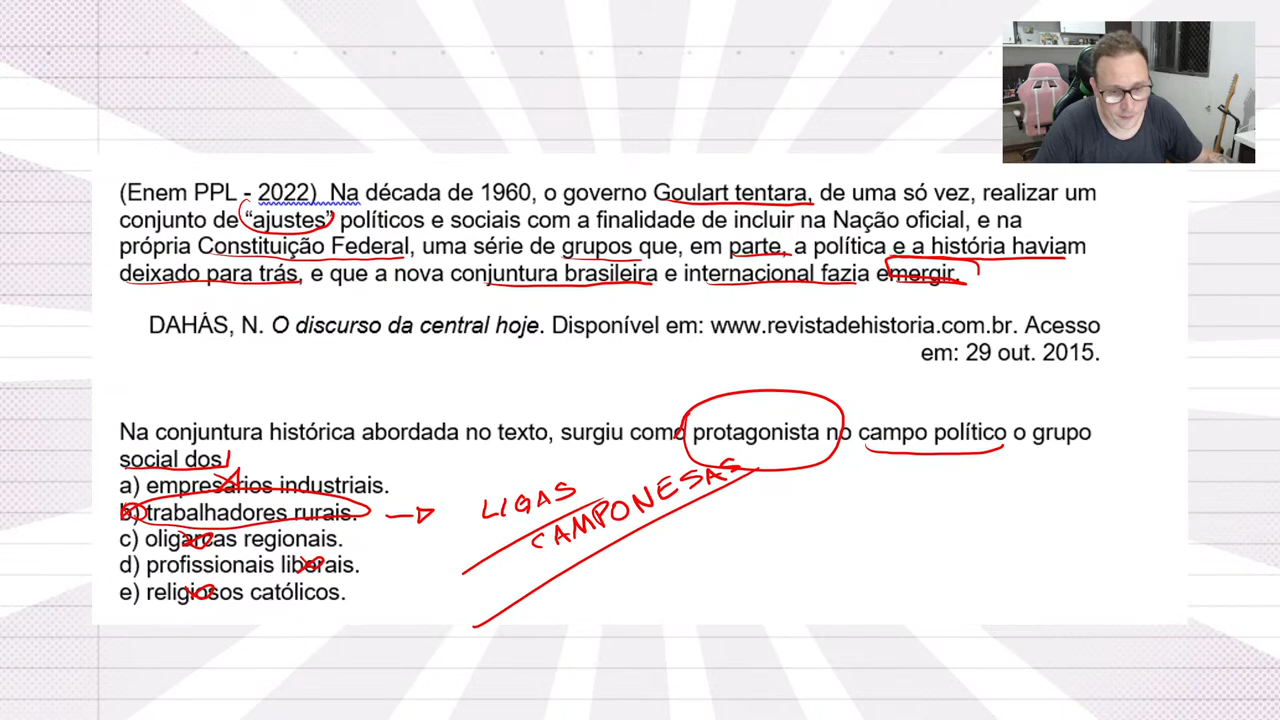 (Enem PPL - 2022) Na década de 1960, o governo Goulart tentara, de uma só vez, realizar um
conjunto de “ajustes” políticos e sociais com a finalidade de incluir na Nação oficial, e na
própria Constituição Federal, uma série de grupos que, em parte, a política e a história haviam
deixado para trás, e que a nova conjuntura brasileira e internacional fazia emergir.
DAHÁS, N. O discurso da central hoje. Disponível em: www.revistadehistoria.com.br. Acesso
em: 29 out. 2015.
Na conjuntura histórica abordada no texto, surgiu como protagonista no campo político o grupo
social dos
a) empresários industriais.
b) trabalhadores rurais.
c) oligarcas regionais.
d) profissionais liberais.
e) religiosos católicos.
LIGAS
CAMPONESAS